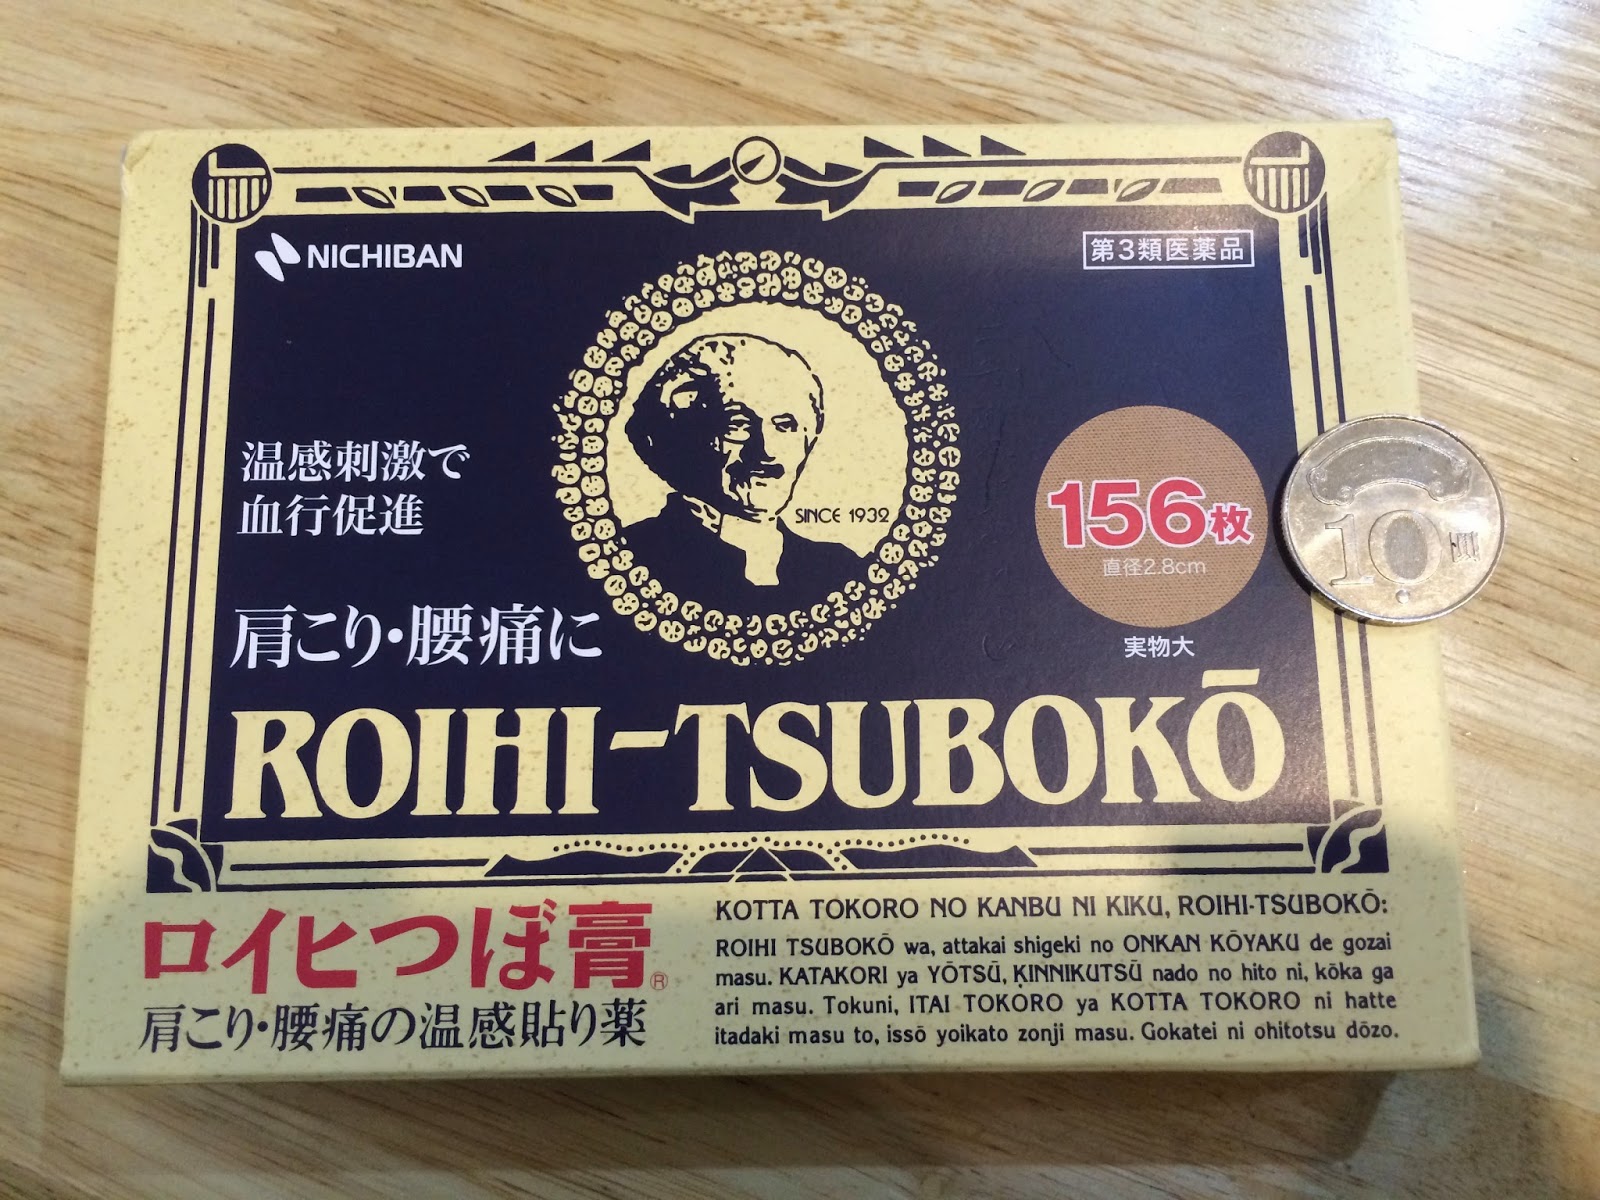 NICHIBAN
第3類医薬品
温感刺激で
血行促進
SINCE 1932
156枚
直径2.8cm
実物大
肩こり・腰痛に
ROIHI-TSUBOKŌ
ロイヒつぼ膏®
肩こり・腰痛の温感貼り薬
KOTTA TOKORO NO KANBU NI KIKU, ROIHI-TSUBOKŌ:
ROIHI TSUBOKŌ wa, attakai shigeki no ONKAN KŌYAKU de gozai
masu. KATAKORI ya YŌTSŪ, KINNIKUTSŪ nado no hito ni, kōka ga
ari masu. Tokuni, ITAI TOKORO ya KOTTA TOKORO ni hatte
itadaki masu to, issō yoikato zonji masu. Gokatei ni ohitotsu dōzo.
10